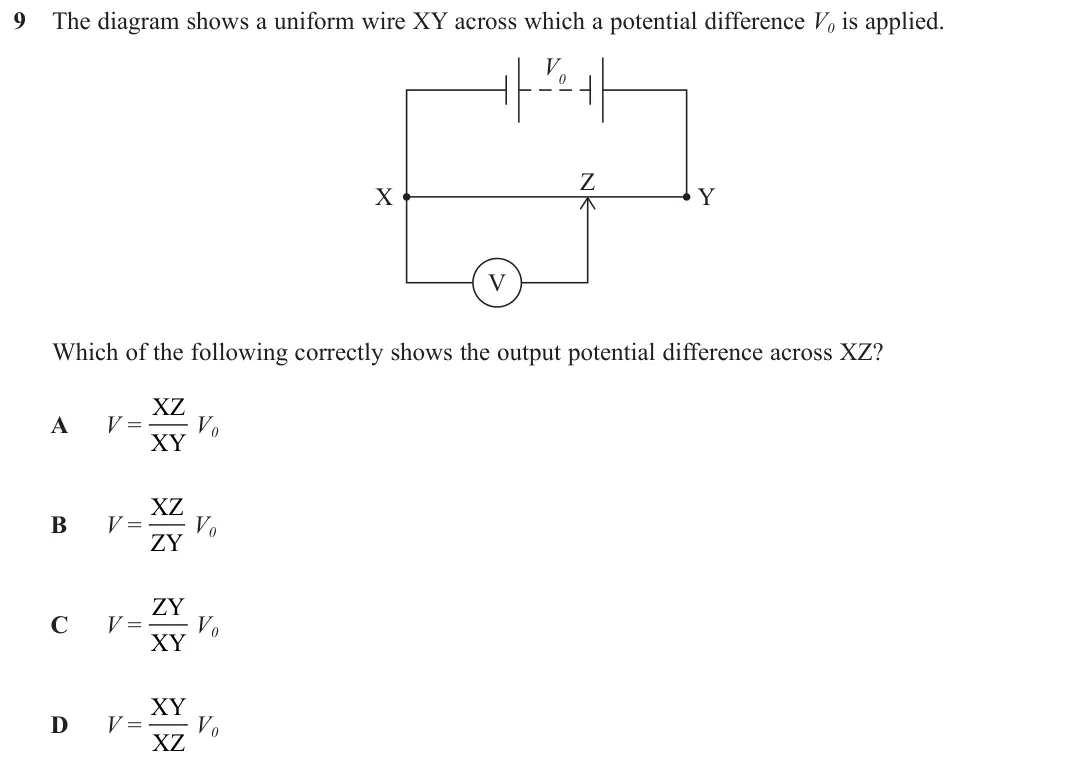 9 The diagram shows a uniform wire XY across which a potential difference V₀ is applied.
V₀
Z
X
Y
V
Which of the following correctly shows the output potential difference across XZ?
A V = XZ/XY V₀
B V = XZ/ZY V₀
C V = ZY/XY V₀
D V = XY/XZ V₀